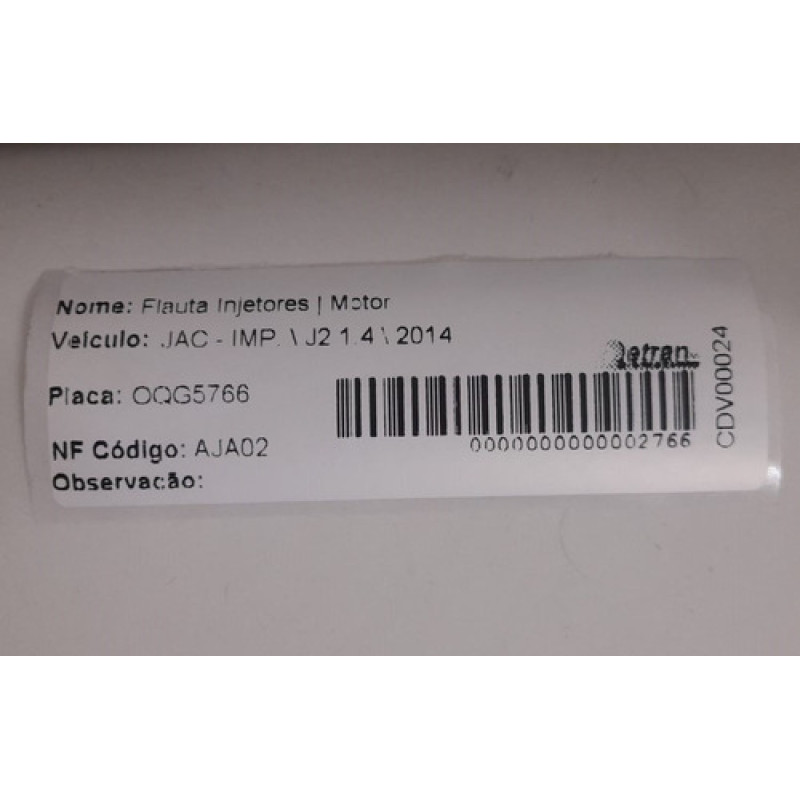 Nome: Flauta Injetores | Motor
Veículo: JAC - IMP. \ J2 1.4 \ 2014
Placa: OQG5766
Detran
CDV00024
0000000000002766
NF Código: AJA02
Observação: